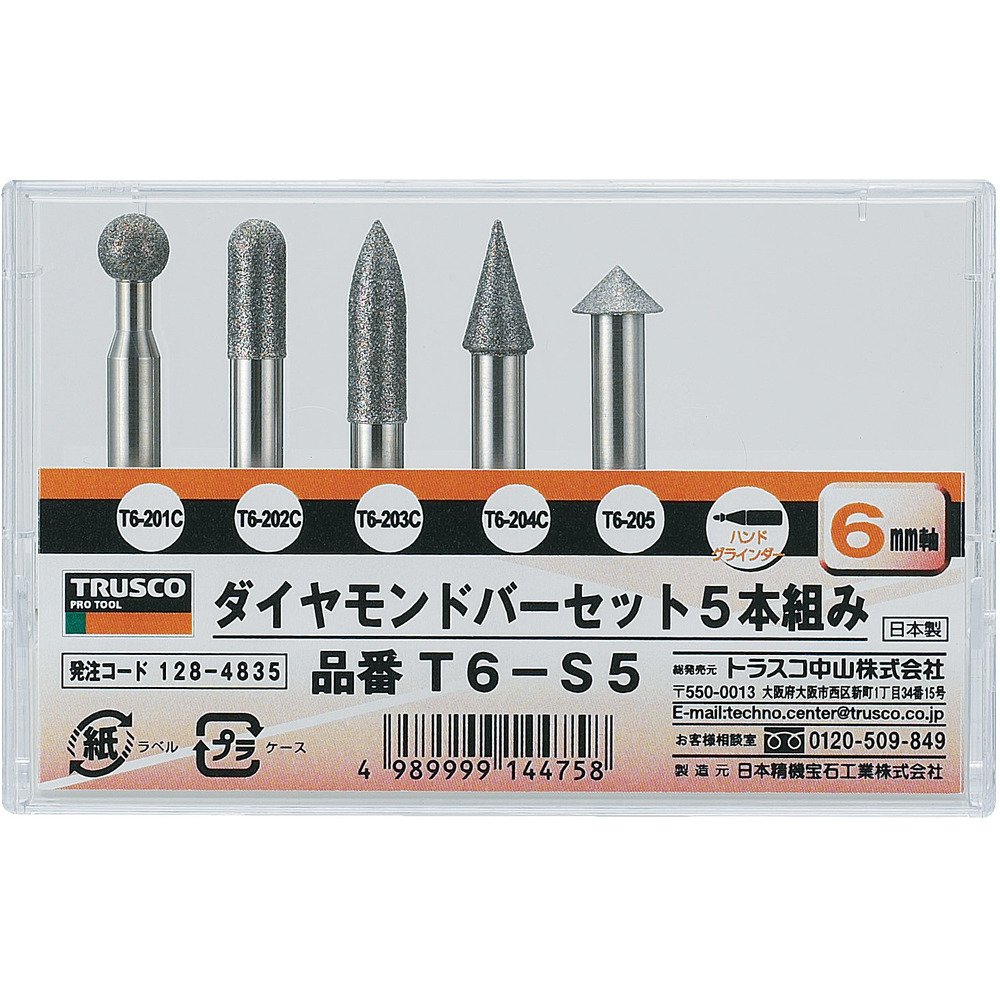 T6-201C
T6-202C
T6-203C
T6-204C
T6-205
ハンド
グラインダー
6mm軸
TRUSCO
PRO TOOL
ダイヤモンドバーセット5本組み
日本製
発注コード 128-4835
品番 T6-S5
総発売元 トラスコ中山株式会社
〒550-0013 大阪府大阪市西区新町1丁目34番15号
E-mail:techno.center@trusco.co.jp
お客様相談室 0120-509-849
製造元 日本精機宝石工業株式会社
紙 ラベル
プラ ケース
4 989999 144758